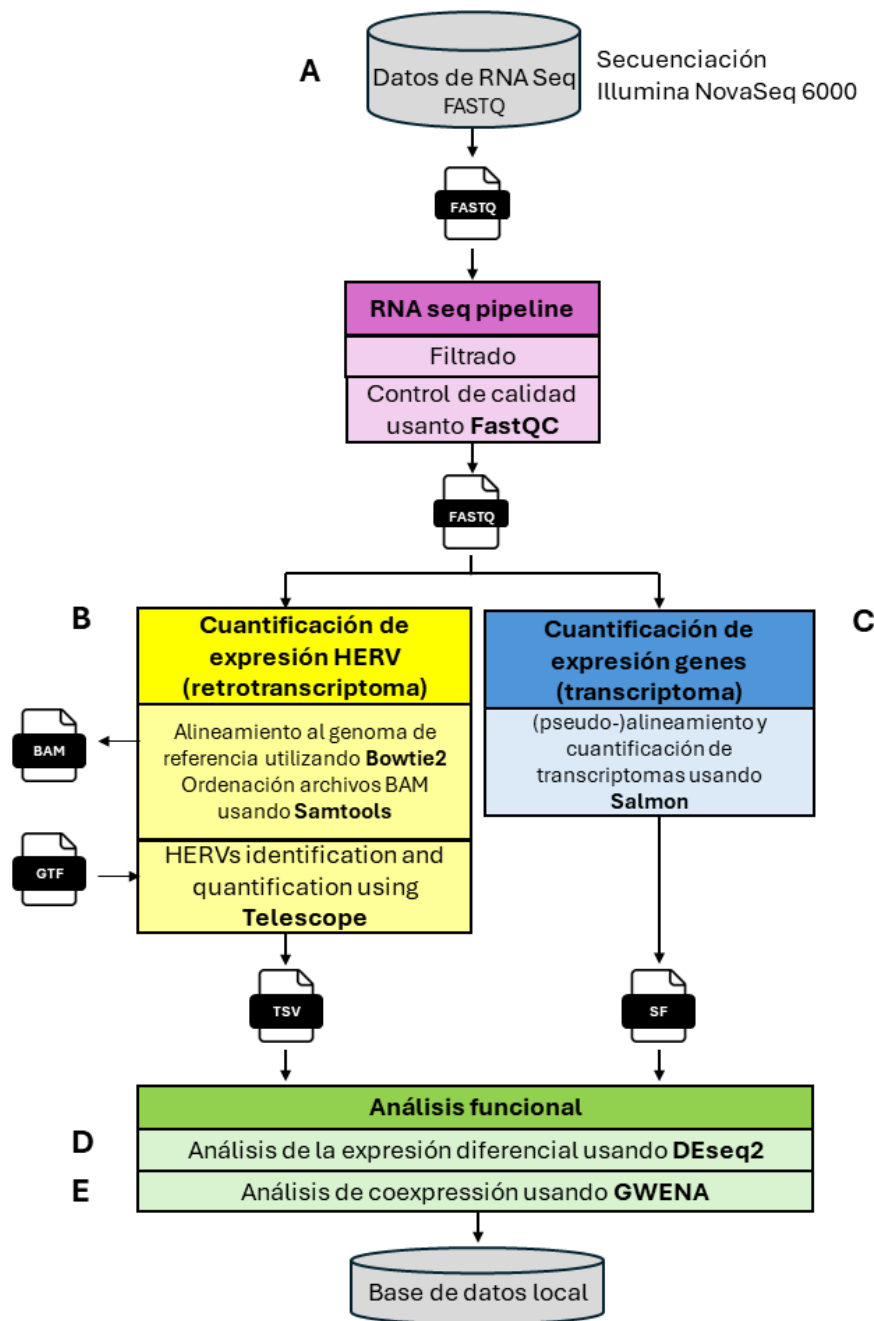 A
Datos de RNA Seq
FASTQ
Secuenciación
Illumina NovaSeq 6000
FASTQ
RNA seq pipeline
Filtrado
Control de calidad
usanto FastQC
FASTQ
B
Cuantificación de
expresión HERV
(retrotranscriptoma)
C
Cuantificación de
expresión genes
(transcriptoma)
BAM
Alineamiento al genoma de
referencia utilizando Bowtie2
Ordenación archivos BAM
usando Samtools
(pseudo-)alineamiento y
cuantificación de
transcriptomas usando
Salmon
GTF
HERVs identification and
quantification using
Telescope
TSV
SF
Análisis funcional
D
Análisis de la expresión diferencial usando DEseq2
E
Análisis de coexpresión usando GWENA
Base de datos local